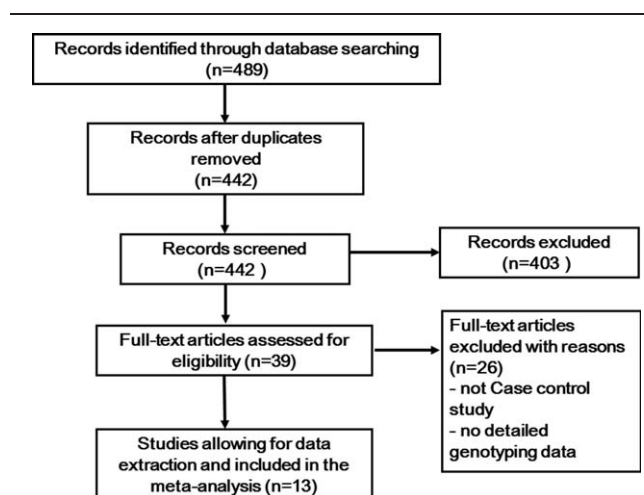 Records identified through database searching
(n=489)
Records after duplicates
removed
(n=442)
Records screened
(n=442 )
Records excluded
(n=403 )
Full-text articles assessed for
eligibility (n=39)
Full-text articles
excluded with reasons
(n=26)
- not Case control
study
- no detailed
genotyping data
Studies allowing for data
extraction and included in the
meta-analysis (n=13)